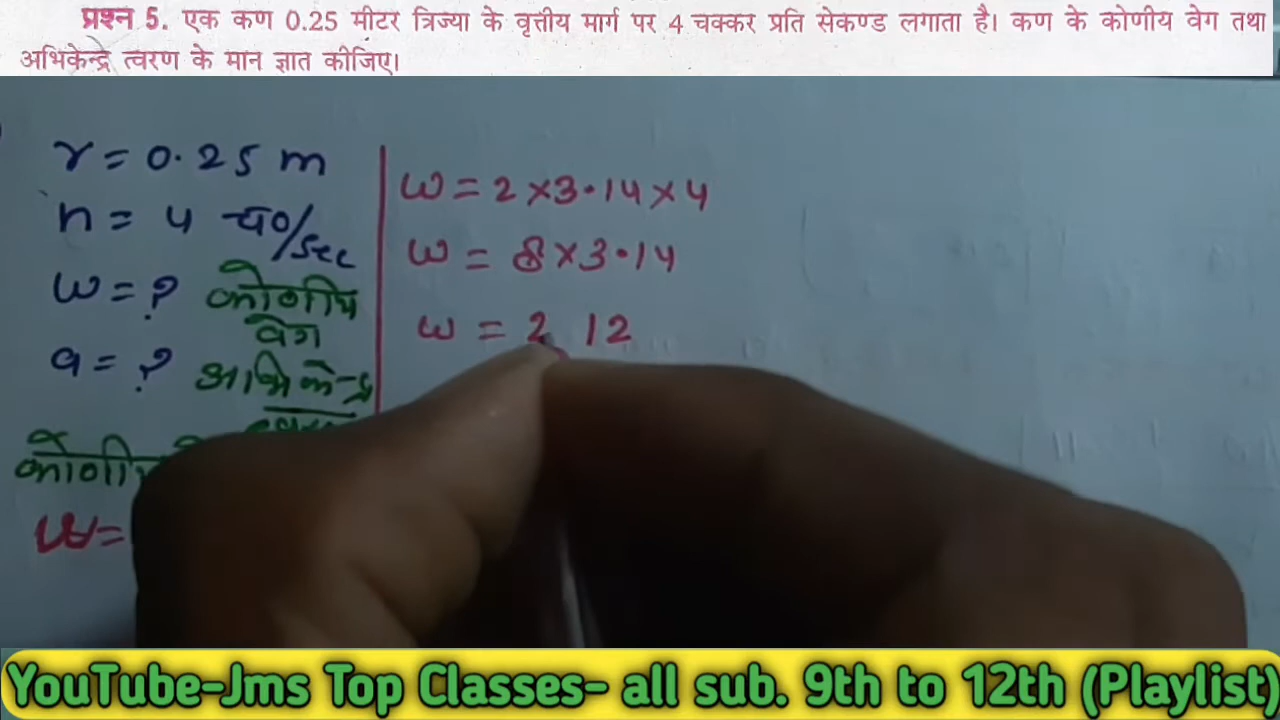 प्रश्न 5. एक कण 0.25 मीटर त्रिज्या के वृत्तीय मार्ग पर 4 चक्कर प्रति सेकण्ड लगाता है। कण के कोणीय वेग तथा
अभिकेन्द्र त्वरण के मान ज्ञात कीजिए।
r = 0.25 m
n = 4 च०/sec
ω = ? कोणीय
वेग
a = ? अभिकेन्द्र
ω =
ω = 2 × 3.14 × 4
ω = 8 × 3.14
ω = 2 12
YouTube-Jms Top Classes- all sub. 9th to 12th (Playlist)